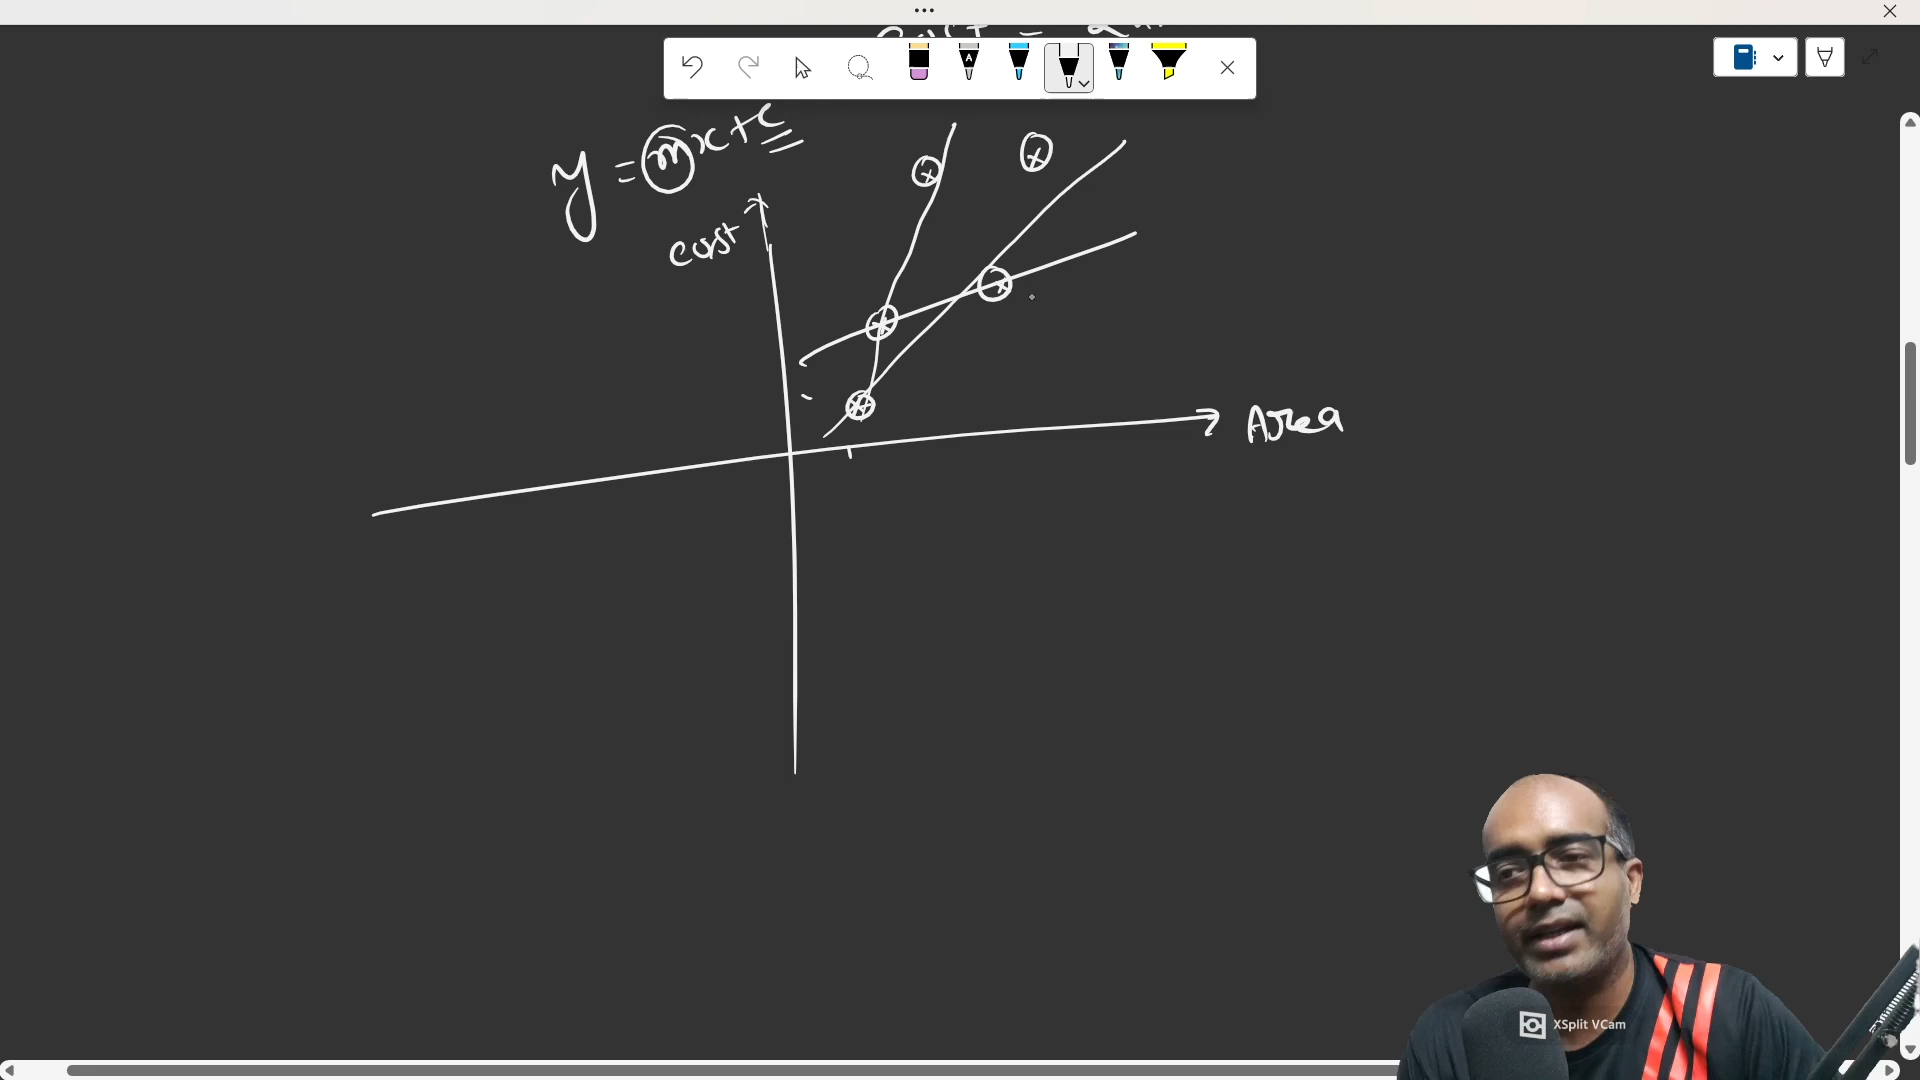 y = mx+c
cost
Area
XSplit VCam